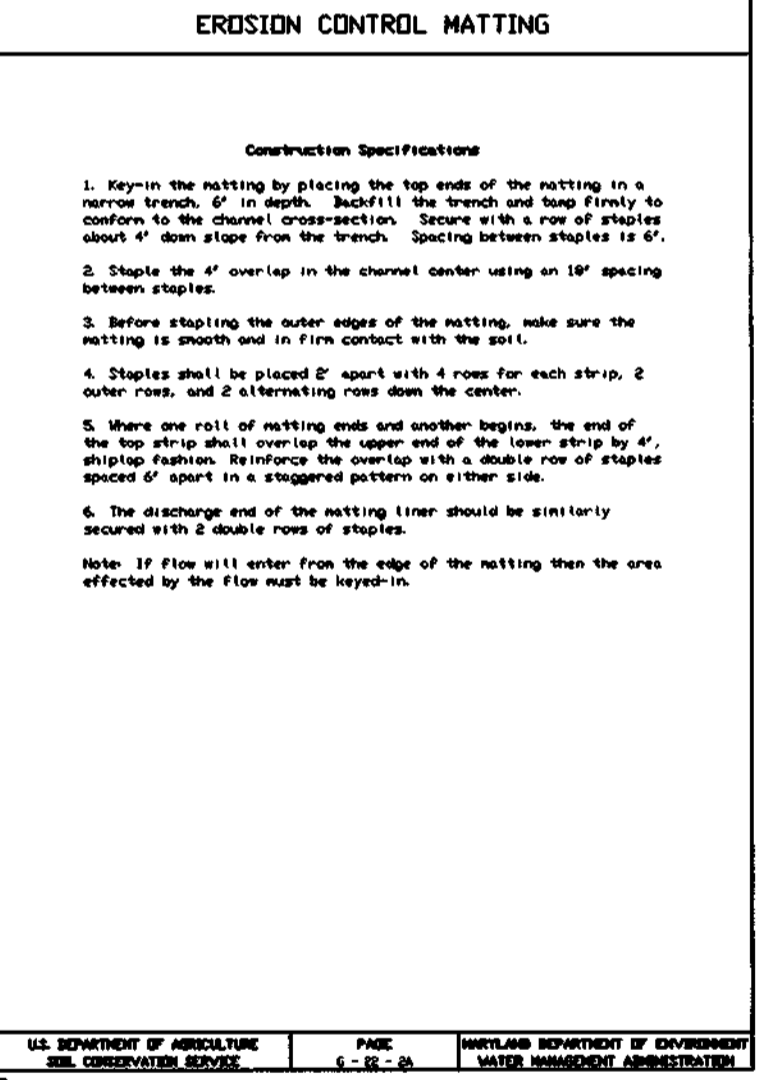 EROSION CONTROL MATTING
Construction Specifications
1. Key-in the matting by placing the top ends of the matting in a
narrow trench, 6" in depth. Backfill the trench and tamp firmly to
conform to the channel cross-section. Secure with a row of staples
about 4" down slope from the trench. Spacing between staples is 6".
2. Staple the 4" overlap in the channel center using an 18" spacing
between staples.
3. Before stapling the outer edges of the matting, make sure the
matting is smooth and in firm contact with the soil.
4. Staples shall be placed 2' apart with 4 rows for each strip, 2
outer rows, and 2 alternating rows down the center.
5. Where one roll of matting ends and another begins, the end of
the top strip shall overlap the upper end of the lower strip by 4",
shiplap fashion. Reinforce the overlap with a double row of staples
spaced 6" apart in a staggered pattern on either side.
6. The discharge end of the matting liner should be similarly
secured with 2 double rows of staples.
Note: If flow will enter from the edge of the matting then the area
effected by the flow must be keyed-in.
U.S. DEPARTMENT OF AGRICULTURE
SOIL CONSERVATION SERVICE
PAGE
G - 22 - 2A
MARYLAND DEPARTMENT OF ENVIRONMENT
WATER MANAGEMENT ADMINISTRATION